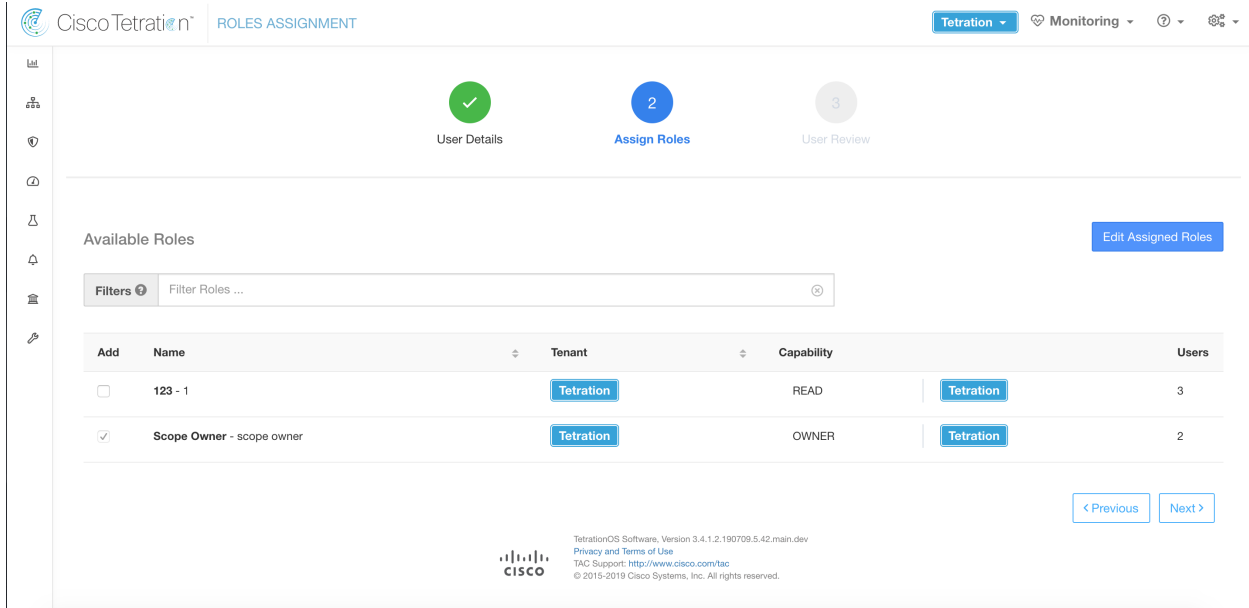 Cisco Tetration™ ROLES ASSIGNMENT Tetration Monitoring
2 3
User Details Assign Roles User Review
Available Roles Edit Assigned Roles
Filters Filter Roles ...
Add Name Tenant Capability Users
123 - 1 Tetration READ Tetration 3
Scope Owner - scope owner Tetration OWNER Tetration 2
< Previous Next >
TetrationOS Software, Version 3.4.1.2.190709.5.42.main.dev
Privacy and Terms of Use
TAC Support: http://www.cisco.com/tac
© 2015-2019 Cisco Systems, Inc. All rights reserved.
CISCO